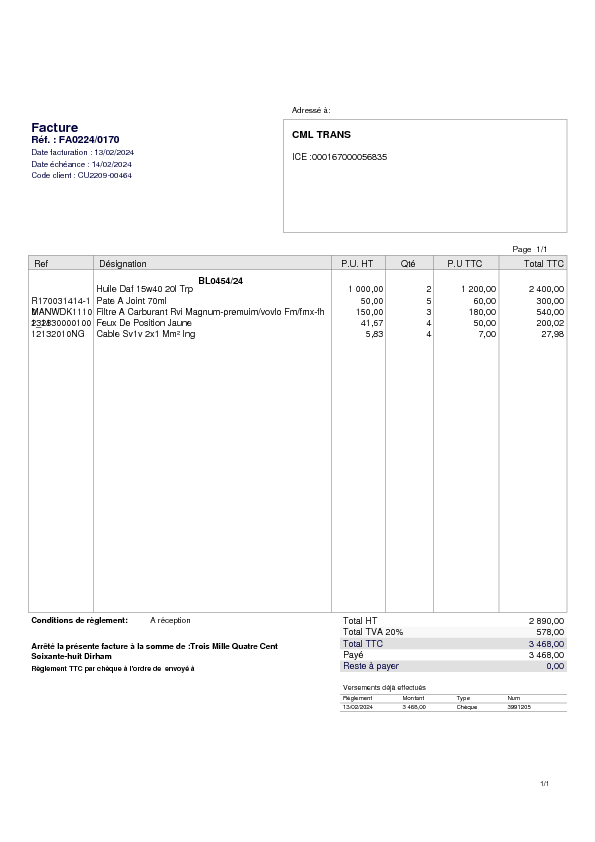 Adressé à:
Facture
Réf. : FA0224/0170
Date facturation : 13/02/2024
Date échéance : 14/02/2024
Code client : CU2209-00464
CML TRANS
ICE :000167000056835
Page 1/1
Ref Désignation P.U. HT Qté P.U TTC Total TTC
BL0454/24
Huile Daf 15w40 20l Trp 1 000,00 2 1 200,00 2 400,00
R170031414-1 Pate A Joint 70ml 50,00 5 60,00 300,00
MANWDK1110 Filtre A Carburant Rvi Magnum-premuim/vovlo Fm/fmx-fh 150,00 3 180,00 540,00
Feux De Position Jaune 41,67 4 50,00 200,02
12132010NG Cable Sv1v 2x1 Mm² Ing 5,83 4 7,00 27,98
Conditions de règlement: A réception
Total HT 2 890,00
Total TVA 20% 578,00
Total TTC 3 468,00
Payé 3 468,00
Reste à payer 0,00
Arrêté la présente facture à la somme de :Trois Mille Quatre Cent
Soixante-huit Dirham
Règlement TTC par chèque à l'ordre de envoyé à
Versements déjà effectués
Règlement Montant Type Num
13/02/2024 3 468,00 Chèque 3991205
1/1